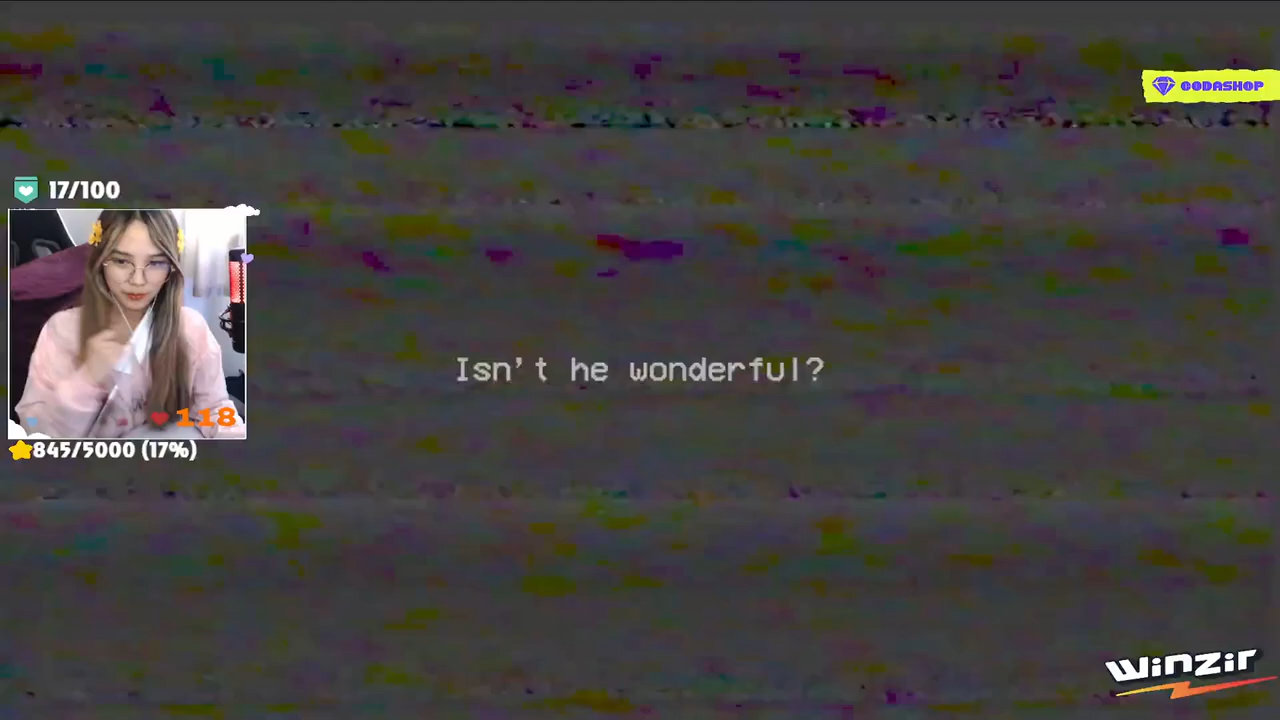 CODASHOP
17/100
Isn't he wonderful?
118
845/5000 (17%)
WiNZiR